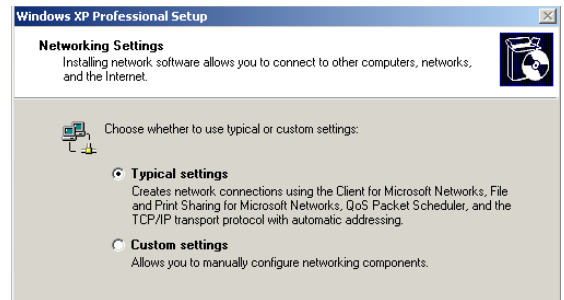 Windows XP Professional Setup
Networking Settings
Installing network software allows you to connect to other computers, networks,
and the Internet.
Choose whether to use typical or custom settings:
Typical settings
Creates network connections using the Client for Microsoft Networks, File
and Print Sharing for Microsoft Networks, QoS Packet Scheduler, and the
TCP/IP transport protocol with automatic addressing.
Custom settings
Allows you to manually configure networking components.